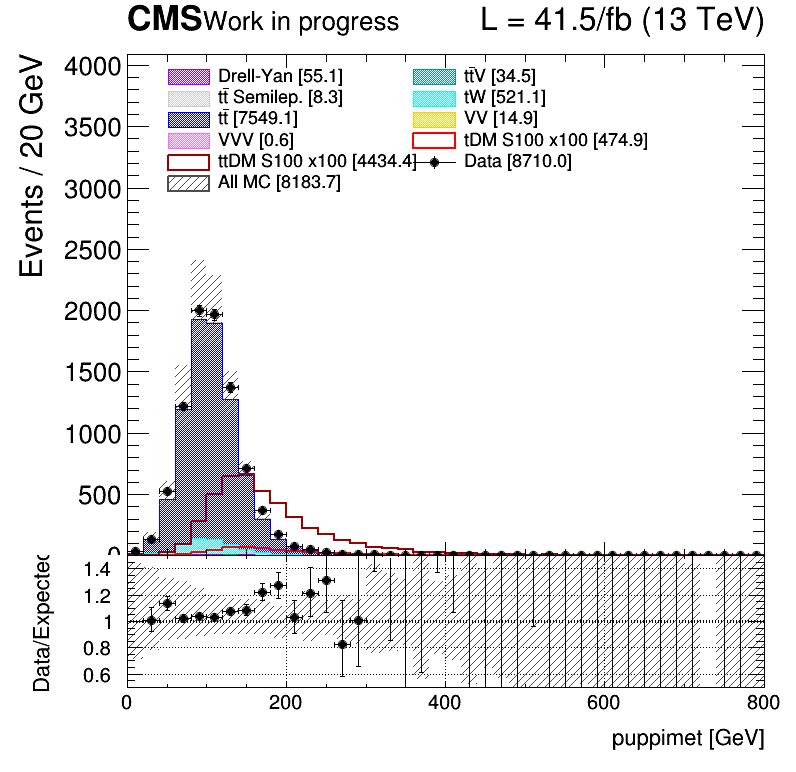 CMS Work in progress L = 41.5/fb (13 TeV)
Events / 20 GeV
4000
3500
3000
2500
2000
1500
1000
500
0
Drell-Yan [55.1] tt̄V [34.5]
tt̄ Semilep. [8.3] tW [521.1]
tt̄ [7549.1] VV [14.9]
VVV [0.6] tDM S100 x100 [474.9]
ttDM S100 x100 [4434.4] Data [8710.0]
All MC [8183.7]
Data/Expected
1.4
1.2
1
0.8
0.6
0 200 400 600 800
puppimet [GeV]